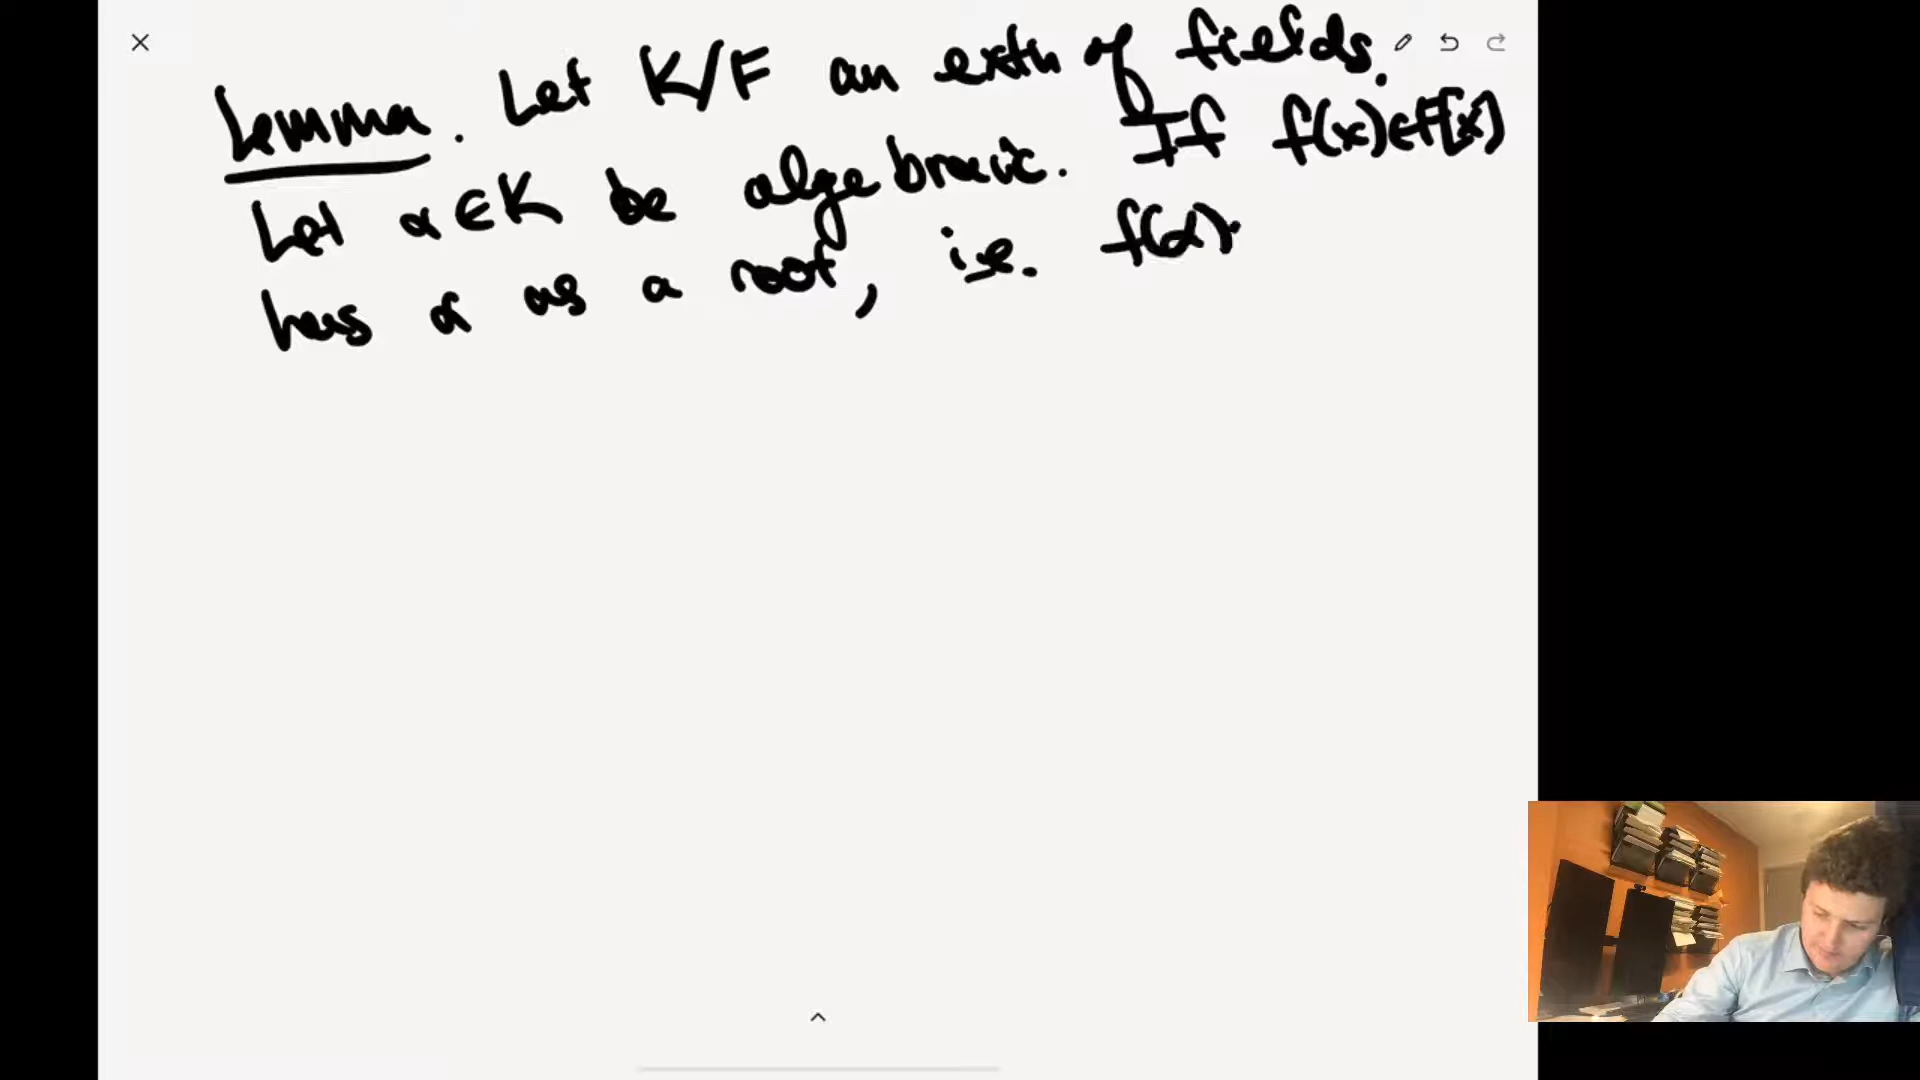 Lemma. Let K/F an extn of fields.
Let α ∈ K be algebraic. If f(x)∈F[x]
has α as a root, i.e. f(α)